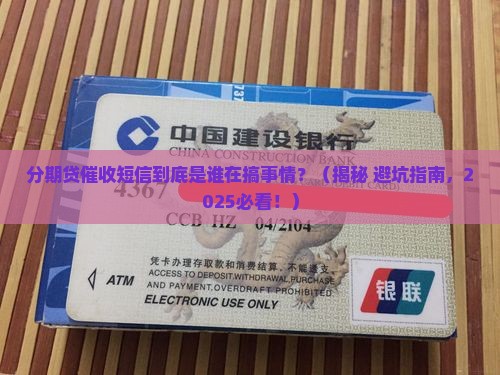 中国建设银行
CHINA CONSTRUCTION BANK
分期贷催收短信到底是谁在搞事情？（揭秘 避坑指南，2
025必看！）
4367
CCB HZ 04/2104
凭卡办理存取款和消费结算，不能透支。
ACCESS TO DEPOSIT.WITHDRAWAL.PURCHASE
AND PAYMENT.OVERDRAFT PROHIBITED.
ATM
ELECTRONIC USE ONLY
银联